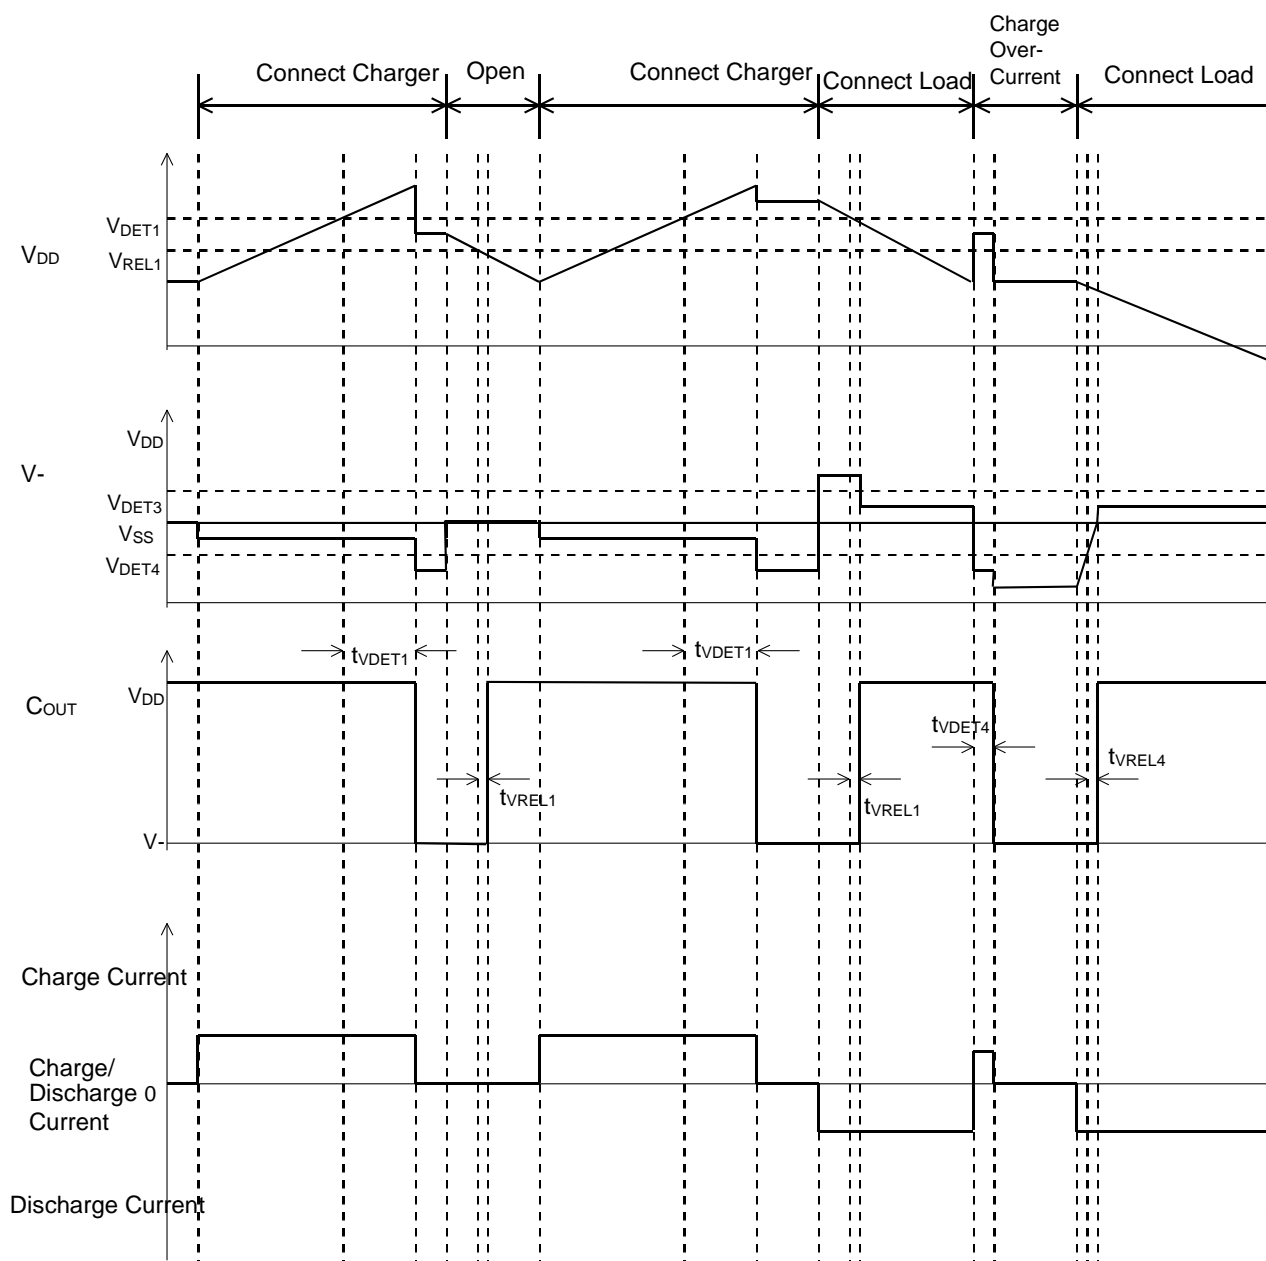 Charge
Over-
Current
Connect Charger
Open
Connect Charger
Connect Load
Connect Load
VDET1
VDD
VREL1
VDD
V-
VDET3
VSS
VDET4
tVDET1
tVDET1
VDD
COUT
tVDET4
tVREL4
tVREL1
tVREL1
V-
Charge Current
Charge/
Discharge 0
Current
Discharge Current